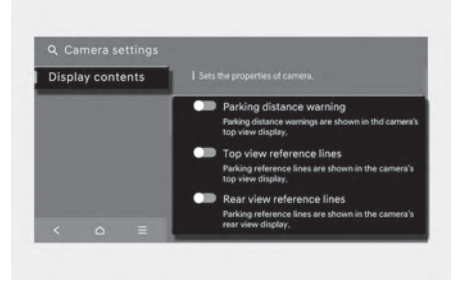 Camera settings
Display contents
Sets the properties of camera.
Parking distance warning
Parking distance warnings are shown in thd camera's
top view display.
Top view reference lines
Parking reference lines are shown in the camera's
top view display.
Rear view reference lines
Parking reference lines are shown in the camera's
rear view display.